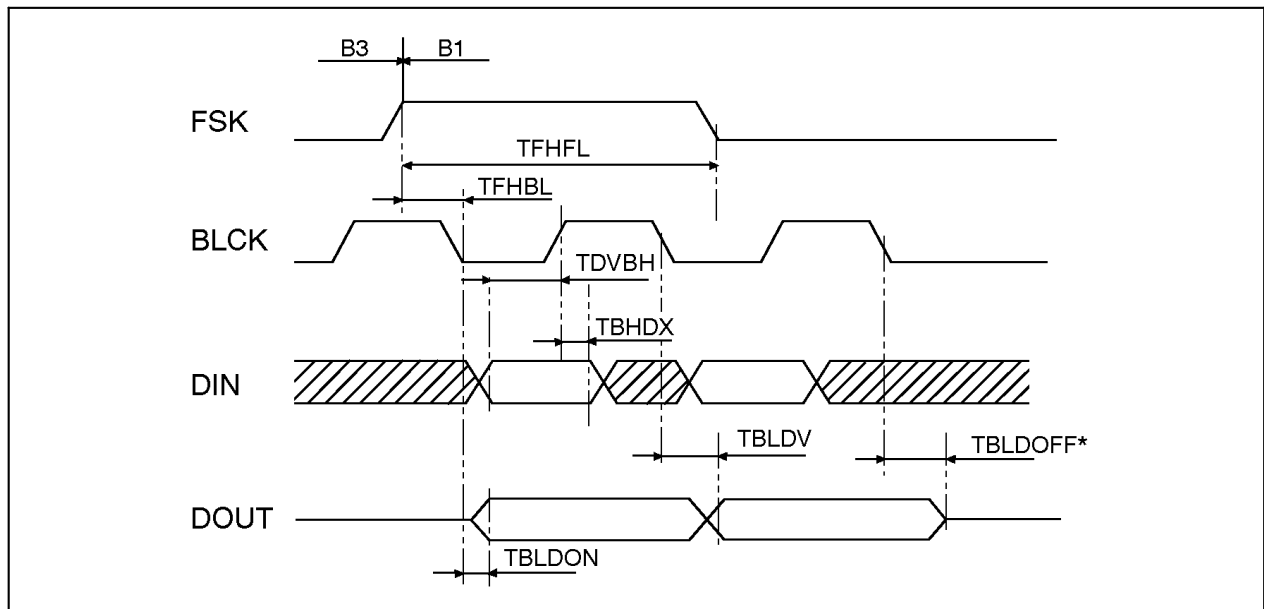 B3 B1
FSK
TFHFL
TFHBL
BLCK
TDVBH
TBHDX
DIN
TBLDV
TBLDOFF*
DOUT
TBLDON